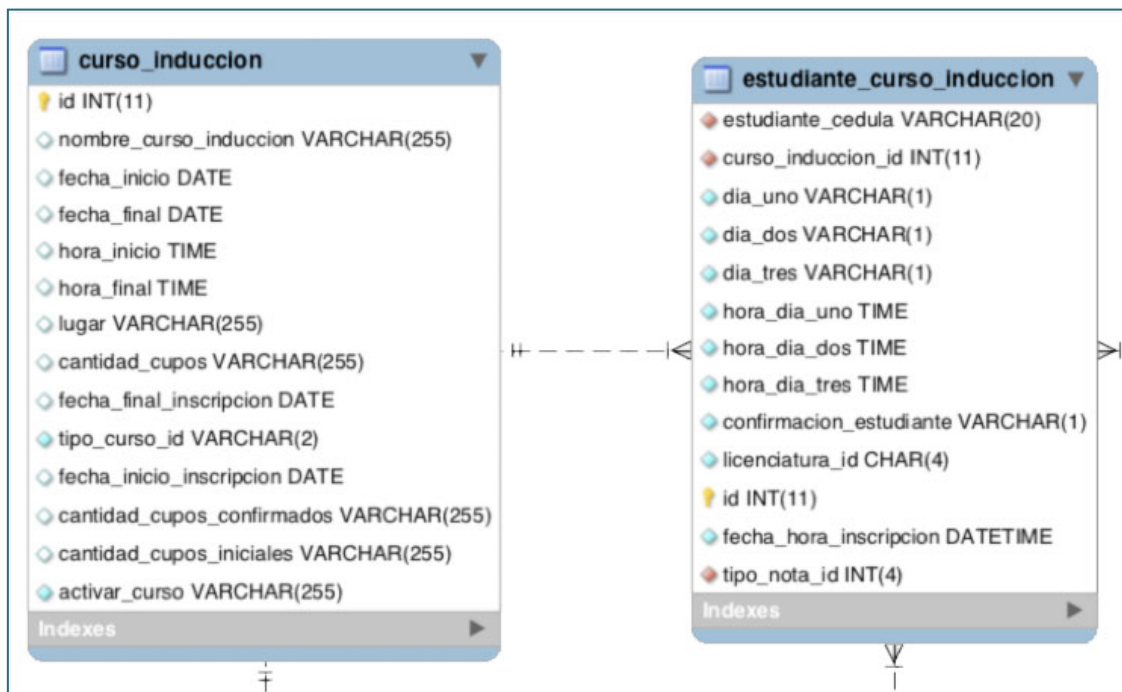 curso_induccion
id INT(11)
nombre_curso_induccion VARCHAR(255)
fecha_inicio DATE
fecha_final DATE
hora_inicio TIME
hora_final TIME
lugar VARCHAR(255)
cantidad_cupos VARCHAR(255)
fecha_final_inscripcion DATE
tipo_curso_id VARCHAR(2)
fecha_inicio_inscripcion DATE
cantidad_cupos_confirmados VARCHAR(255)
cantidad_cupos_iniciales VARCHAR(255)
activar_curso VARCHAR(255)
Indexes
estudiante_curso_induccion
estudiante_cedula VARCHAR(20)
curso_induccion_id INT(11)
dia_uno VARCHAR(1)
dia_dos VARCHAR(1)
dia_tres VARCHAR(1)
hora_dia_uno TIME
hora_dia_dos TIME
hora_dia_tres TIME
confirmacion_estudiante VARCHAR(1)
licenciatura_id CHAR(4)
id INT(11)
fecha_hora_inscripcion DATETIME
tipo_nota_id INT(4)
Indexes